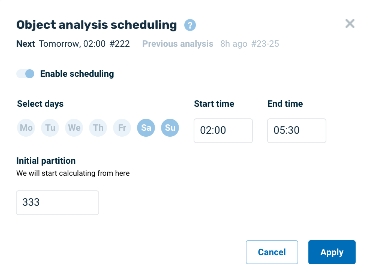 Object analysis scheduling ?
Next Tomorrow, 02:00 #222 Previous analysis 8h ago #23-25
Enable scheduling
Select days Start time End time
Mo Tu We Th Fr Sa Su 02:00 05:30
Initial partition
We will start calculating from here
333
Cancel Apply